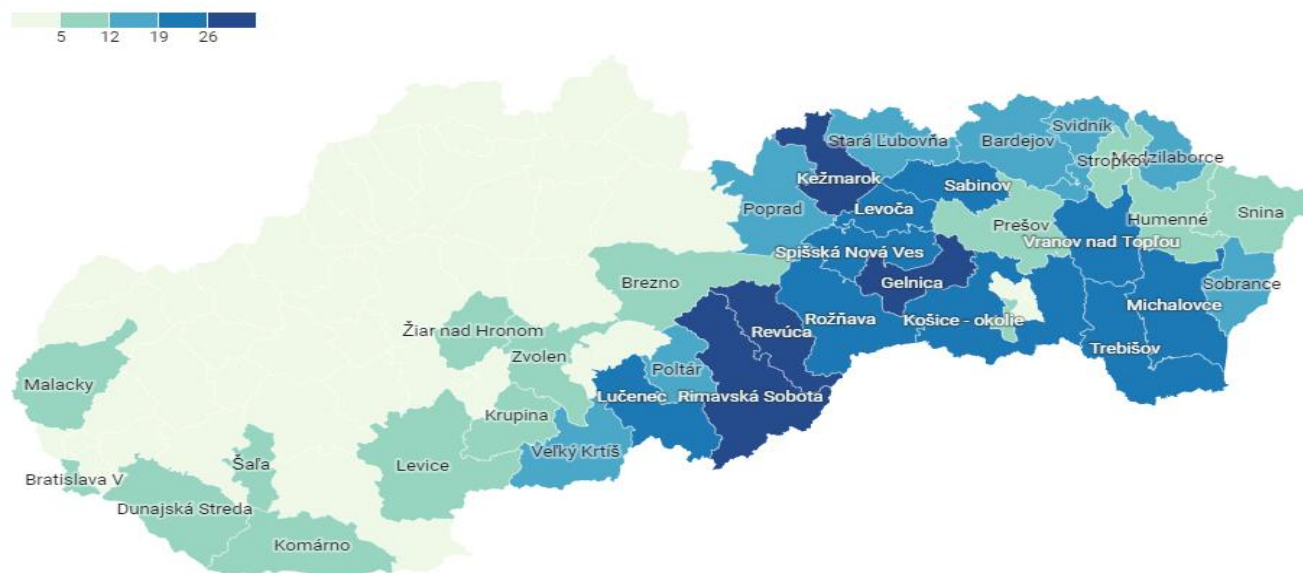 5 12 19 26
Svidník
Stará Ľubovňa
Bardejov
Stropkov
Medzilaborce
Kežmarok
Sabinov
Poprad
Levoča
Snina
Humenné
Prešov
Vranov nad Topľou
Spišská Nová Ves
Brezno
Gelnica
Sobrance
Michalovce
Rožňava
Košice - okolie
Žiar nad Hronom
Revúca
Trebišov
Zvolen
Poltár
Malacky
Lučenec
Rimavská Sobota
Krupina
Veľký Krtíš
Šaľa
Levice
Bratislava V
Dunajská Streda
Komárno